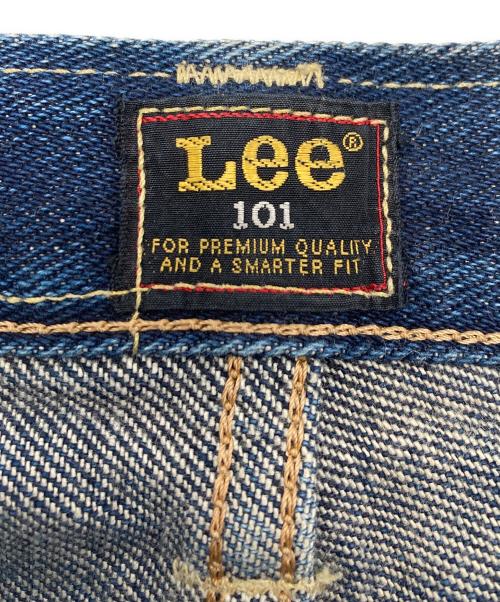 Lee®
101
FOR PREMIUM QUALITY
AND A SMARTER FIT